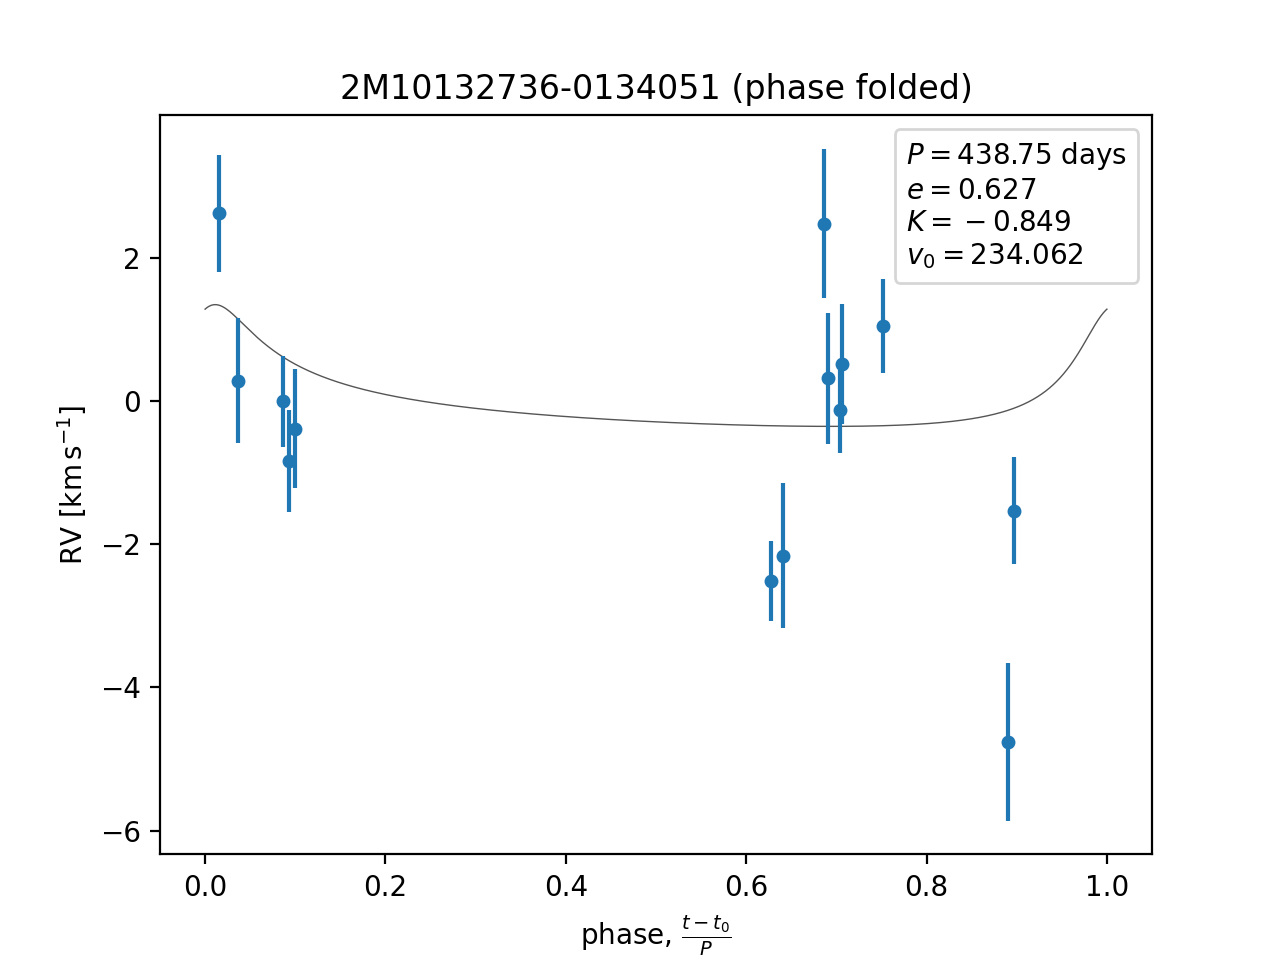 2M10132736-0134051 (phase folded)
P = 438.75 days
e = 0.627
K = −0.849
v₀ = 234.062
2
0
−2
−4
−6
RV [km s⁻¹]
0.0 0.2 0.4 0.6 0.8 1.0
phase, (t − t₀)/P